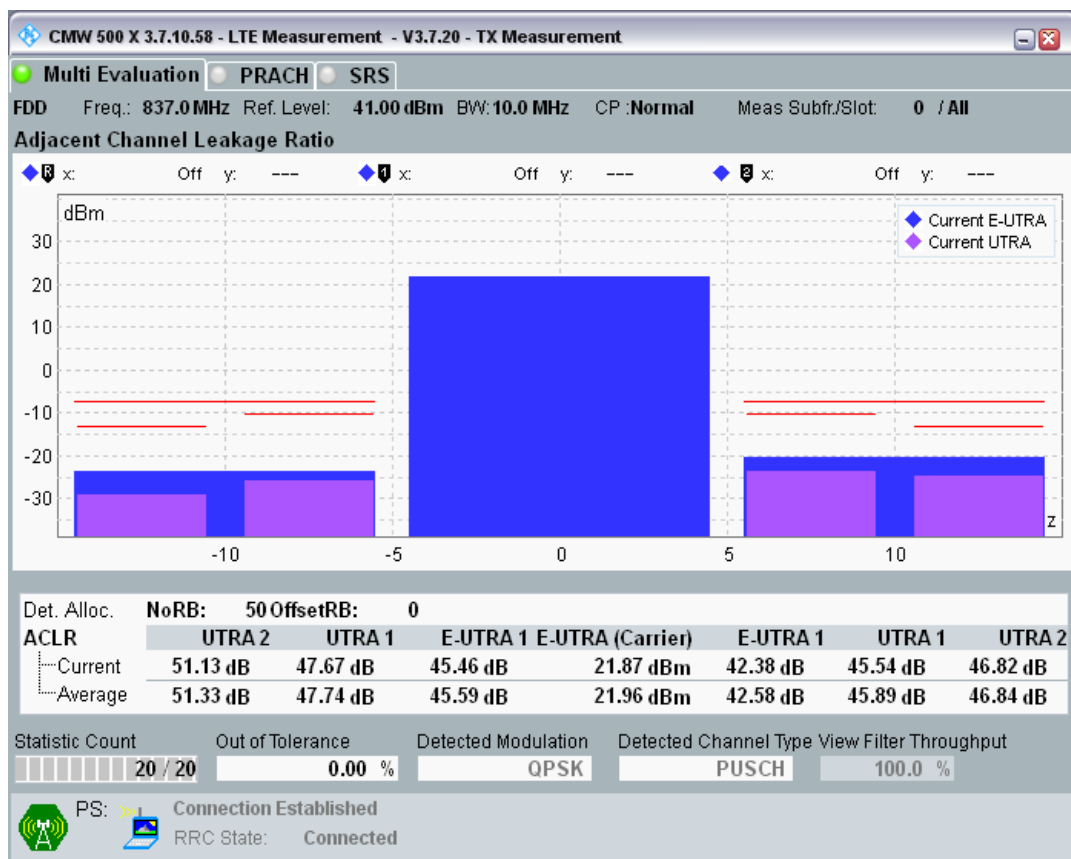 CMW 500 X 3.7.10.58 - LTE Measurement - V3.7.20 - TX Measurement
Multi Evaluation PRACH SRS
FDD Freq.: 837.0 MHz Ref. Level: 41.00 dBm BW: 10.0 MHz CP :Normal Meas Subfr./Slot: 0 / All
Adjacent Channel Leakage Ratio
R x: Off y: --- 1 x: Off y: --- 2 x: Off y: ---
dBm
Current E-UTRA
Current UTRA
30
20
10
0
-10
-20
-30
z
-10 -5 0 5 10
Det. Alloc. NoRB: 50 OffsetRB: 0
ACLR UTRA 2 UTRA 1 E-UTRA 1 E-UTRA (Carrier) E-UTRA 1 UTRA 1 UTRA 2
Current 51.13 dB 47.67 dB 45.46 dB 21.87 dBm 42.38 dB 45.54 dB 46.82 dB
Average 51.33 dB 47.74 dB 45.59 dB 21.96 dBm 42.58 dB 45.89 dB 46.84 dB
Statistic Count Out of Tolerance Detected Modulation Detected Channel Type View Filter Throughput
20 / 20 0.00 % QPSK PUSCH 100.0 %
PS: Connection Established
RRC State: Connected